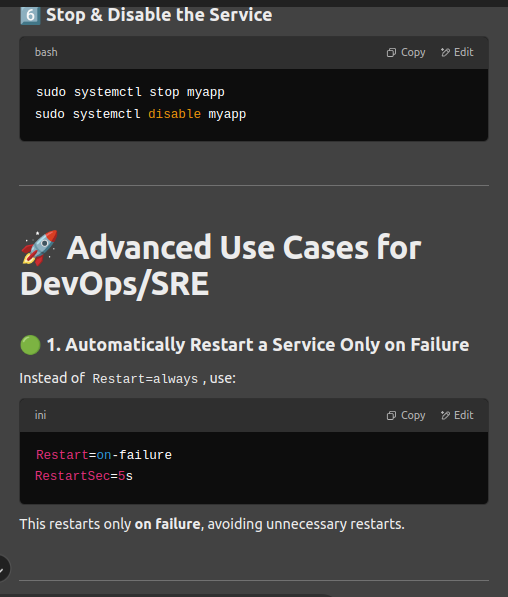 6 Stop & Disable the Service
bash Copy Edit
sudo systemctl stop myapp
sudo systemctl disable myapp
🚀 Advanced Use Cases for
DevOps/SRE
🟢 1. Automatically Restart a Service Only on Failure
Instead of Restart=always , use:
ini Copy Edit
Restart=on-failure
RestartSec=5s
This restarts only on failure, avoiding unnecessary restarts.